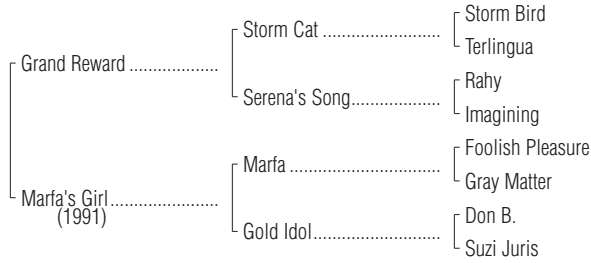 Storm Bird
Storm Cat ........................
Terlingua
Grand Reward ..................
Rahy
Serena's Song..................
Imagining
Foolish Pleasure
Marfa ..............................
Gray Matter
Marfa's Girl ......................
(1991)
Don B.
Gold Idol..........................
Suzi Juris